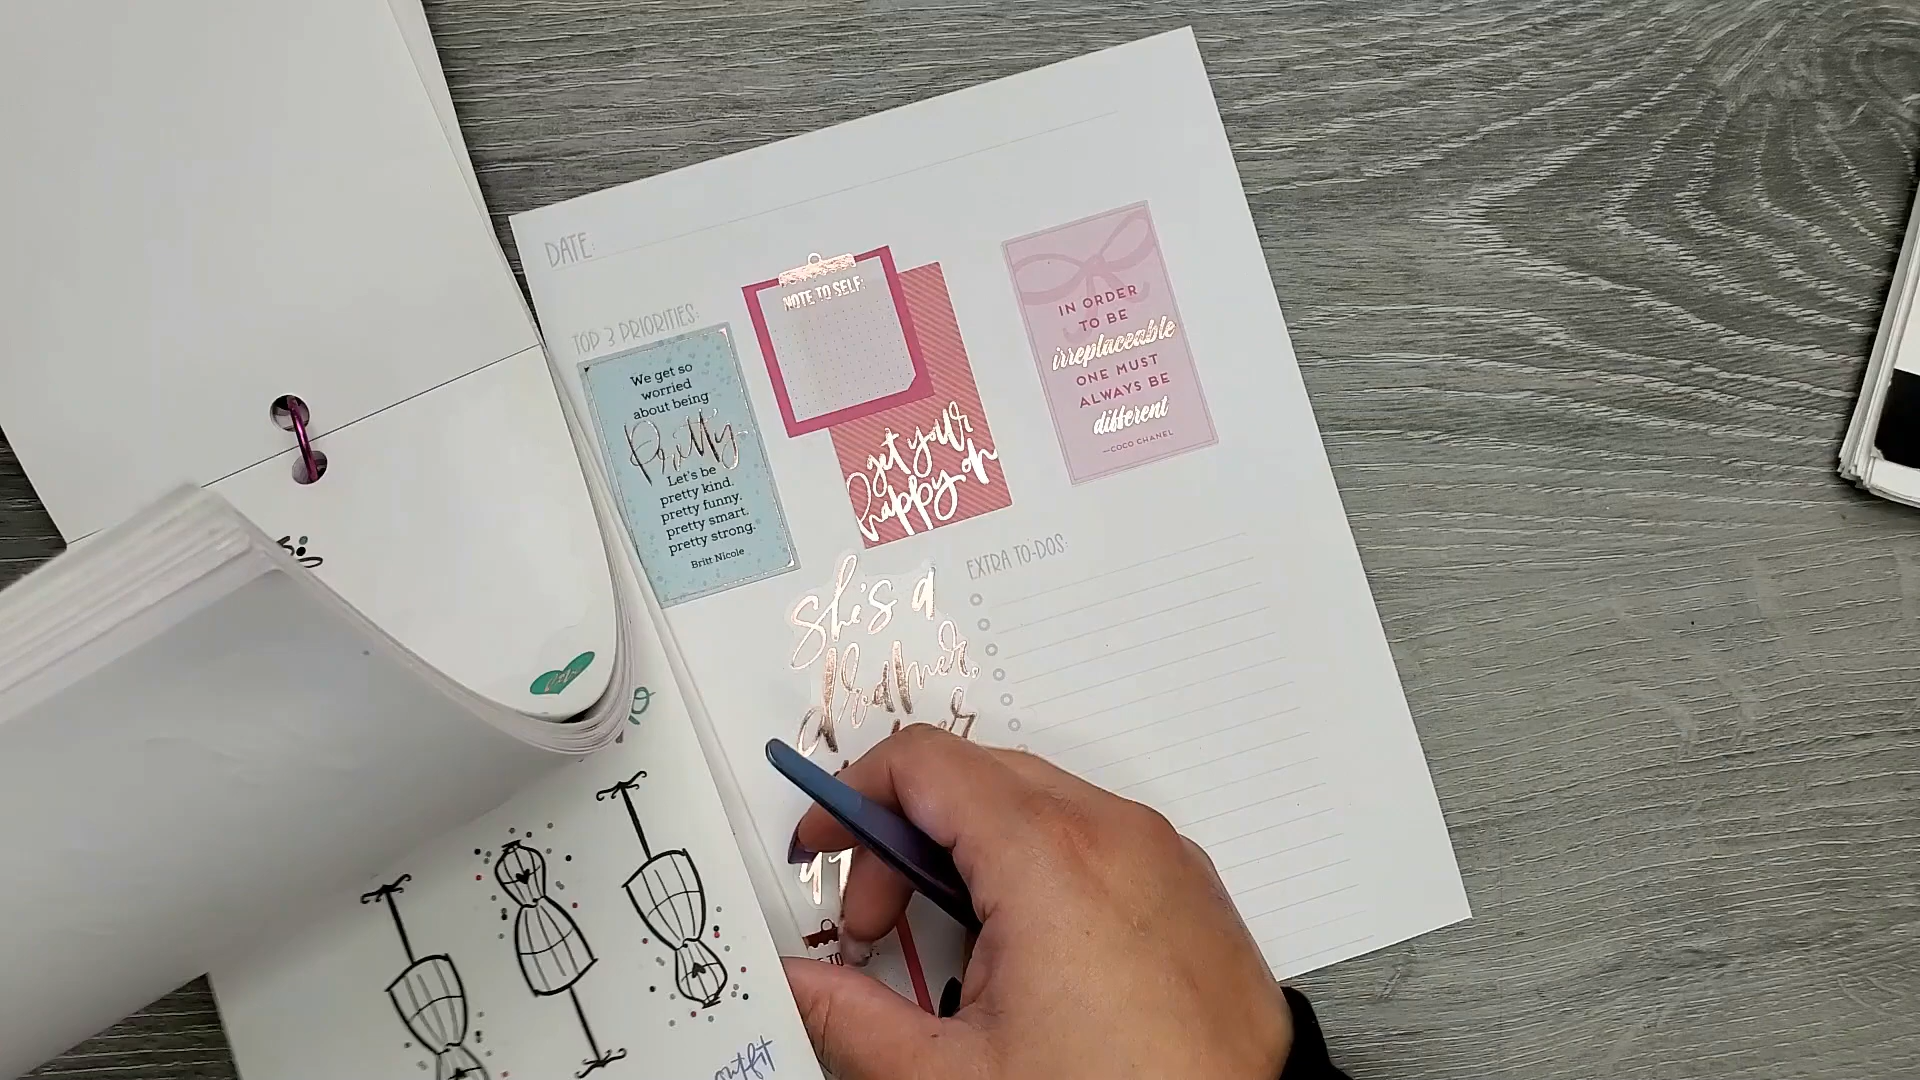 DATE:
TOP 3 PRIORITIES:
We get so
worried
about being
Pretty.
Let's be
pretty kind.
pretty funny.
pretty smart.
pretty strong.
Britt Nicole
NOTE TO SELF:
get your
happy on
IN ORDER
TO BE
irreplaceable
ONE MUST
ALWAYS BE
different
—COCO CHANEL
EXTRA TO-DOS:
she's a
dreamer,
outfit